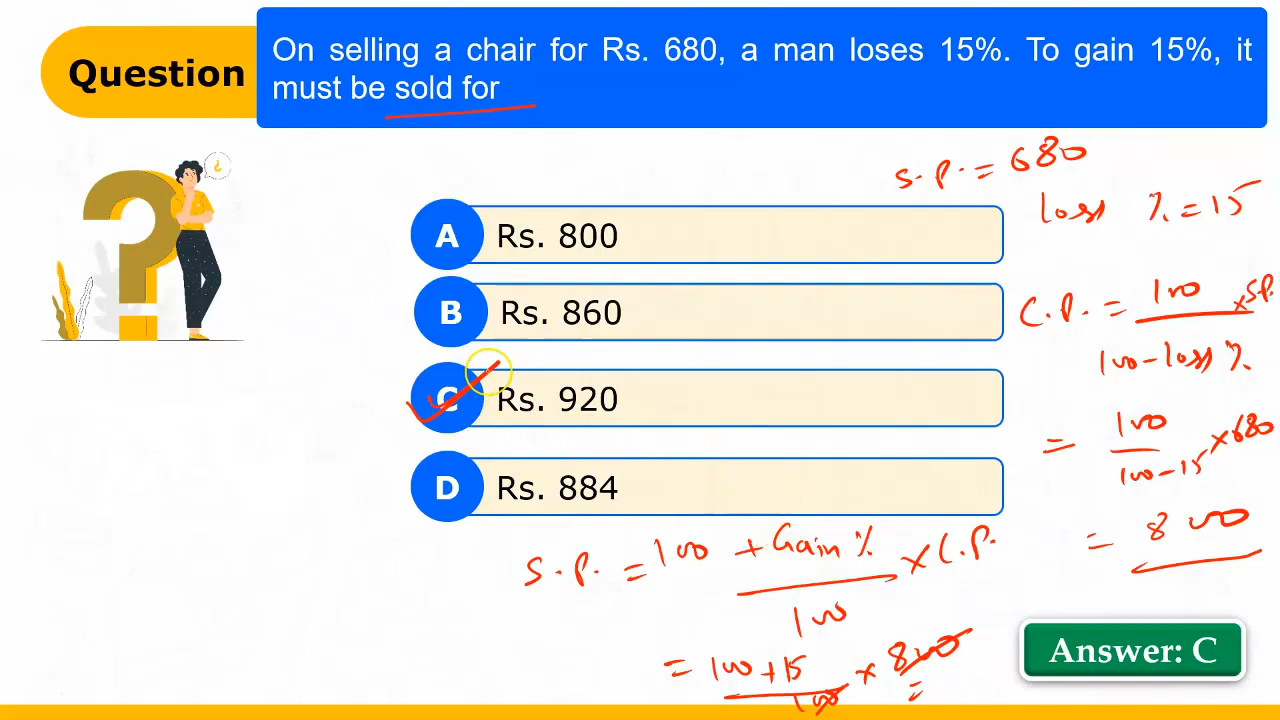 Question
On selling a chair for Rs. 680, a man loses 15%. To gain 15%, it
must be sold for
?
S.P. = 680
loss % = 15
A Rs. 800
B Rs. 860
C Rs. 920
D Rs. 884
C.P. = 100 × S.P.
100 - loss %
= 100 × 680
100 - 15
= 800
S.P. = 100 + Gain % × C.P.
100
= 100 + 15 × 800
100
=
Answer: C